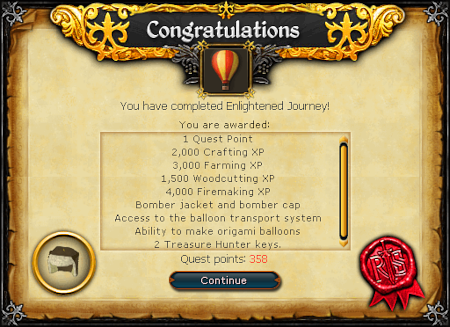 Congratulations
You have completed Enlightened Journey!
You are awarded:
1 Quest Point
2,000 Crafting XP
3,000 Farming XP
1,500 Woodcutting XP
4,000 Firemaking XP
Bomber jacket and bomber cap
Access to the balloon transport system
Ability to make origami balloons
2 Treasure Hunter keys.
Quest points: 358
Continue
RS